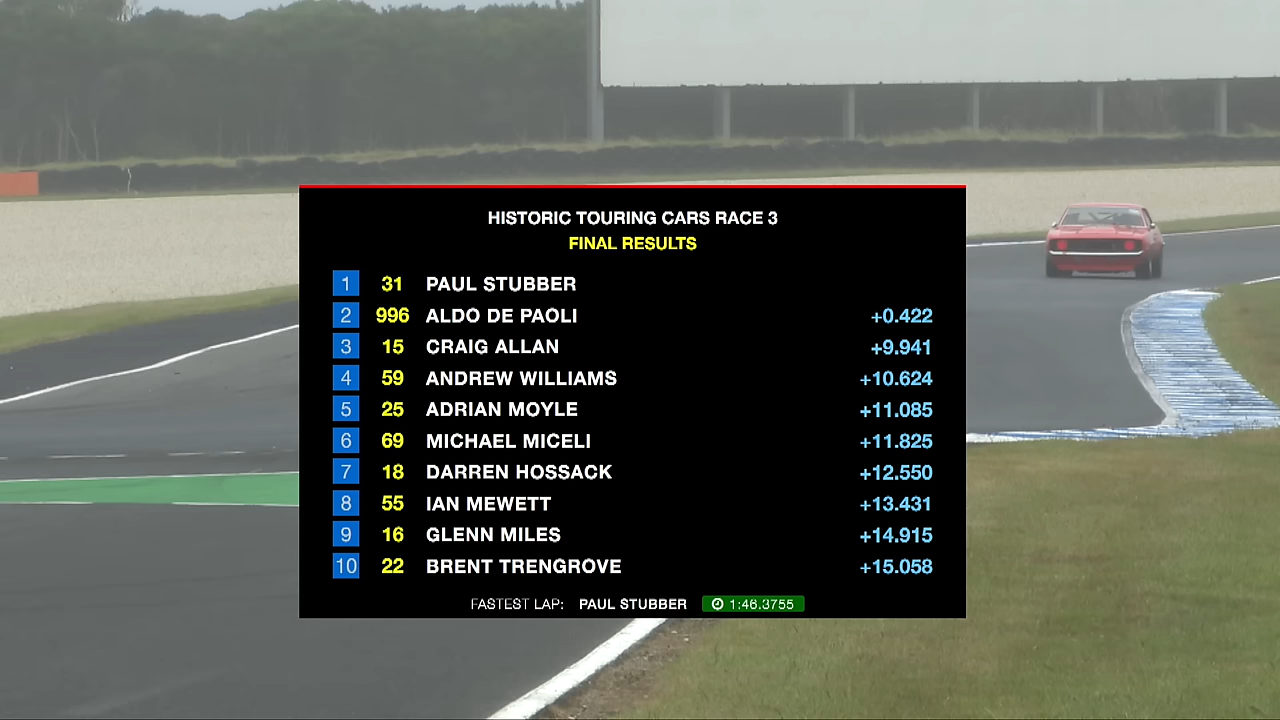 HISTORIC TOURING CARS RACE 3
FINAL RESULTS
1 31 PAUL STUBBER
2 996 ALDO DE PAOLI +0.422
3 15 CRAIG ALLAN +9.941
4 59 ANDREW WILLIAMS +10.624
5 25 ADRIAN MOYLE +11.085
6 69 MICHAEL MICELI +11.825
7 18 DARREN HOSSACK +12.550
8 55 IAN MEWETT +13.431
9 16 GLENN MILES +14.915
10 22 BRENT TRENGROVE +15.058
FASTEST LAP: PAUL STUBBER 1:46.3755